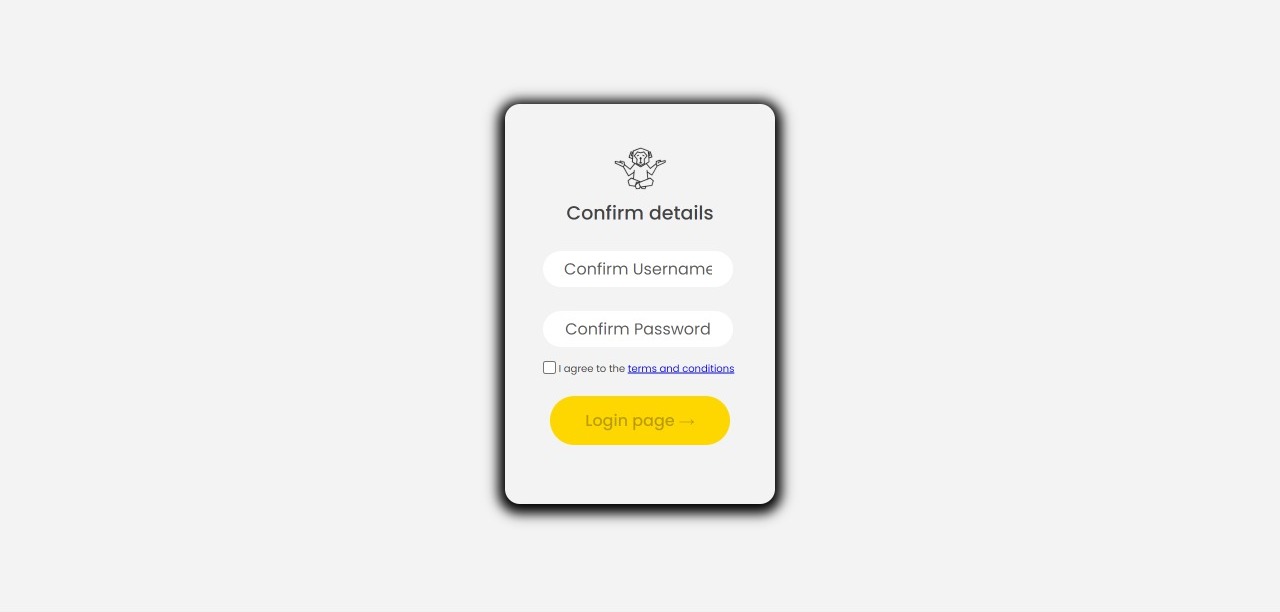 Confirm details
Confirm Username
Confirm Password
I agree to the terms and conditions
Login page →